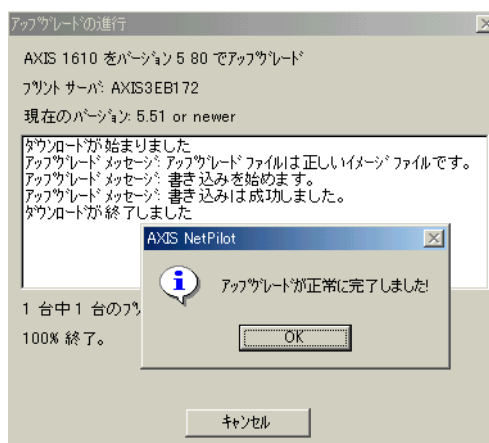 アップグレードの進行
AXIS 1610 をバージョン 5 80 でアップグレード
プリント サーバ: AXIS3EB172
現在のバージョン: 5.51 or newer
ダウンロードが始まりました
アップグレード メッセージ: アップグレード ファイルは正しいイメージ ファイルです。
アップグレード メッセージ: 書き込みを始めます。
アップグレード メッセージ: 書き込みは成功しました。
ダウンロードが終了しました
AXIS NetPilot
アップグレードが正常に完了しました!
OK
1 台中 1 台のプリ
100% 終了。
キャンセル